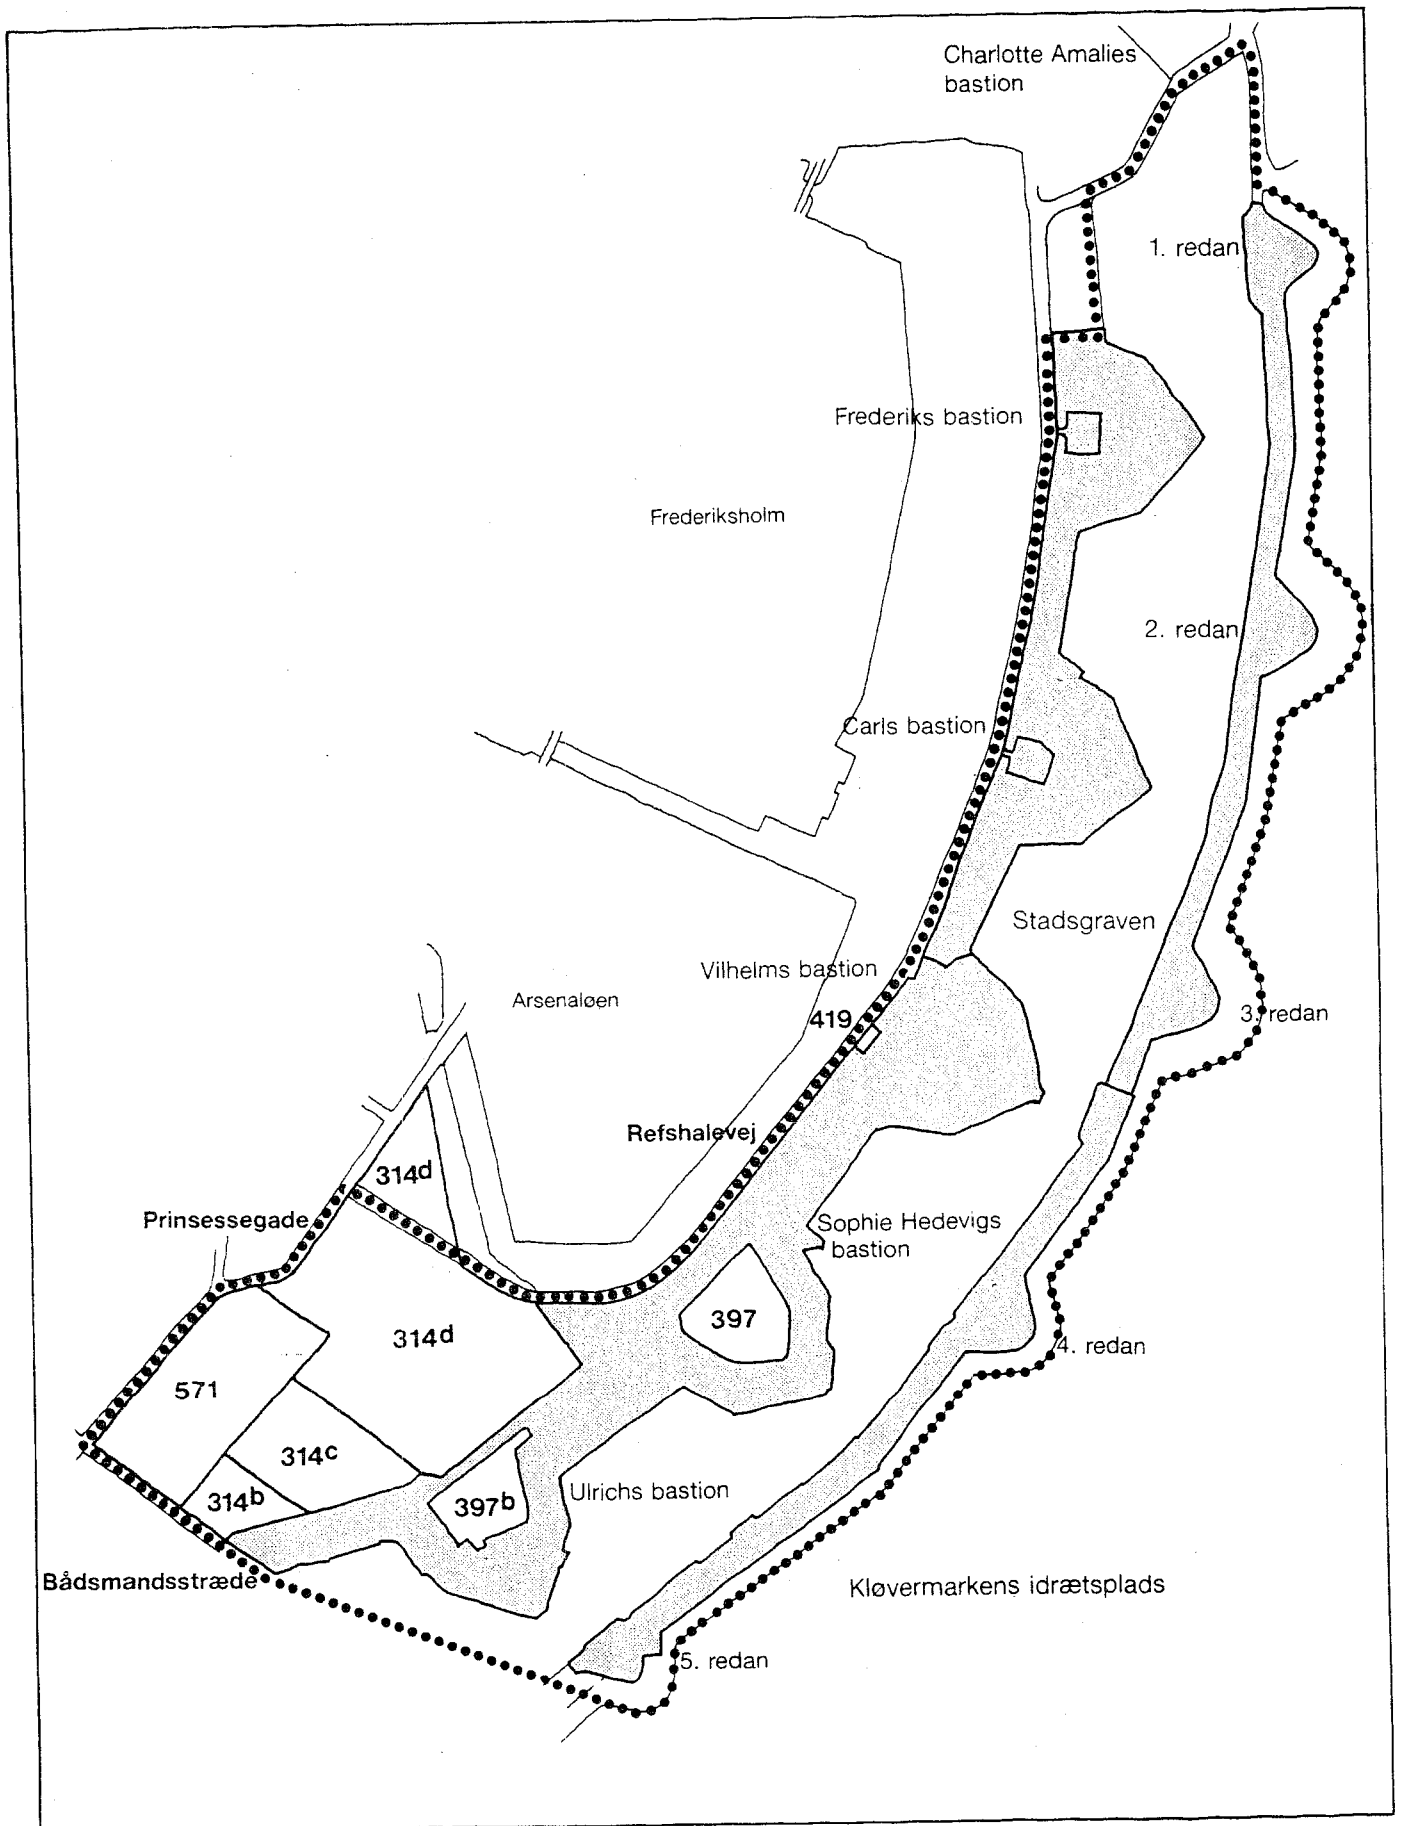 Charlotte Amalies
bastion
1. redan
Frederiks bastion
Frederiksholm
2. redan
Carls bastion
Stadsgraven
Vilhelms bastion
Arsenaløen
419
3. redan
Refshalevej
314d
Prinsessegade
Sophie Hedevigs
bastion
397
314d
4. redan
571
314c
Ulrichs bastion
314b
397b
Bådsmandsstræde
Kløvermarkens idrætsplads
5. redan